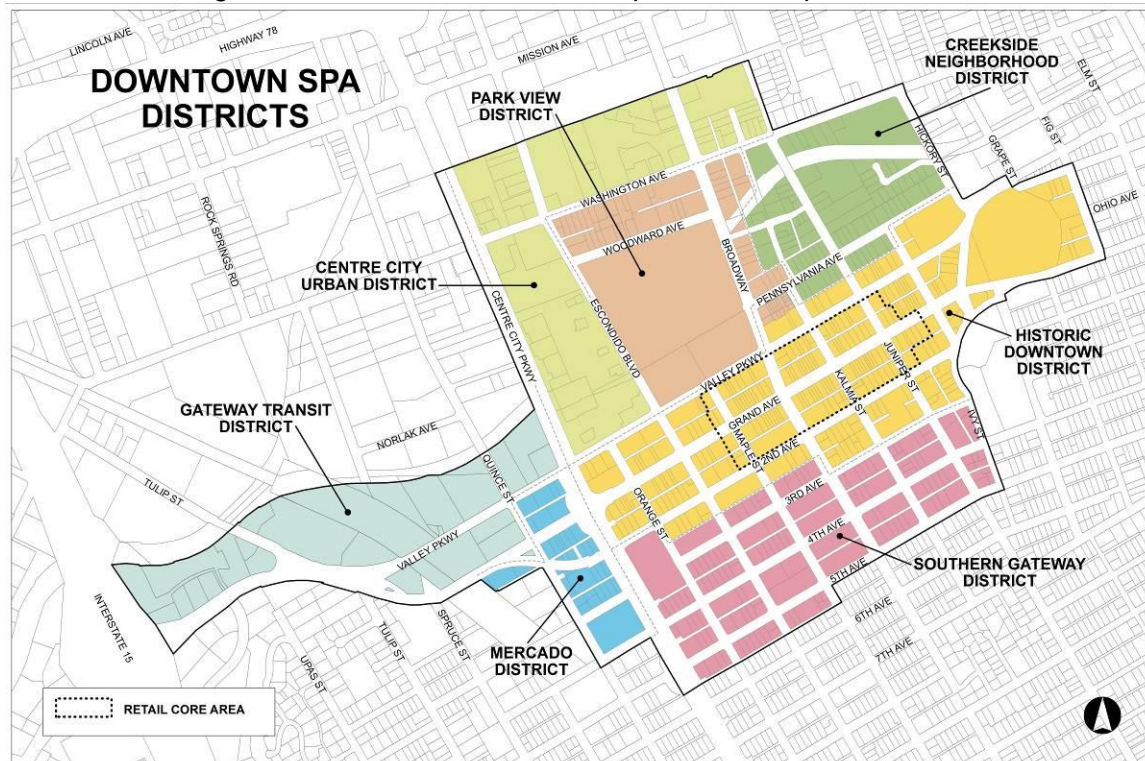 LINCOLN AVE
HIGHWAY 78
MISSION AVE
DOWNTOWN SPA
DISTRICTS
PARK VIEW
DISTRICT
CREEKSIDE
NEIGHBORHOOD
DISTRICT
ELM ST
FIG ST
GRAPE ST
HICKORY ST
OHIO AVE
WASHINGTON AVE
WOODWARD AVE
ROCK SPRINGS RD
CENTRE CITY
URBAN DISTRICT
BROADWAY
PENNSYLVANIA AVE
CENTRE CITY PKWY
ESCONDIDO BLVD
VALLEY PKWY
HISTORIC
DOWNTOWN
DISTRICT
JUNIPER ST
KALMIA ST
GRAND AVE
MAPLE ST
2ND AVE
IVY ST
GATEWAY TRANSIT
DISTRICT
NORLAK AVE
QUINCE ST
TULIP ST
ORANGE ST
3RD AVE
4TH AVE
5TH AVE
VALLEY PKWY
SOUTHERN GATEWAY
DISTRICT
6TH AVE
7TH AVE
INTERSTATE 15
UPAS ST
TULIP ST
SPRUCE ST
MERCADO
DISTRICT
RETAIL CORE AREA